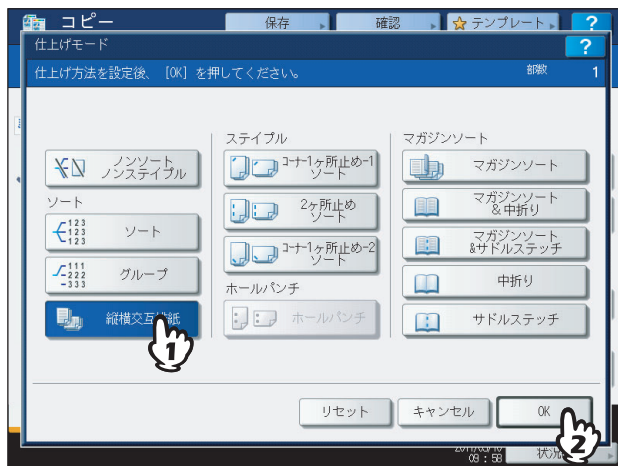 コピー
保存
確認
テンプレート
?
仕上げモード
?
仕上げ方法を設定後、 [OK] を押してください。
部数 1
ノンソート
ノンステイプル
ソート
123
123
123
ソート
111
-222
-333
グループ
縦横交互
紙
1
ステイプル
コーナー1ヶ所止め-1
ソート
2ヶ所止め
ソート
コーナー1ヶ所止め-2
ソート
ホールパンチ
ホールパンチ
マガジンソート
マガジンソート
マガジンソート
&中折り
マガジンソート
&サドルステッチ
中折り
サドルステッチ
リセット
キャンセル
OK
2
09:58
状況